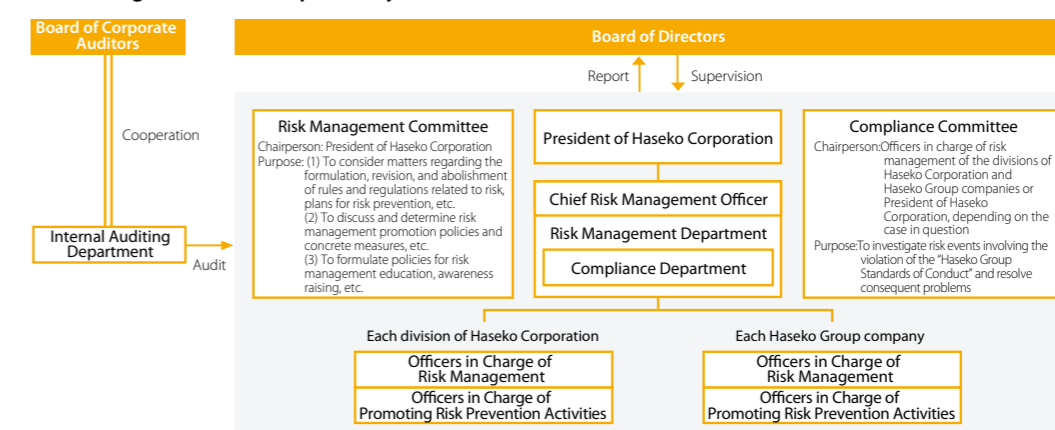 Board of Corporate
Auditors
Board of Directors
Report
Supervision
Cooperation
Internal Auditing
Department
Audit
Risk Management Committee
Chairperson: President of Haseko Corporation
Purpose: (1) To consider matters regarding the
formulation, revision, and abolishment
of rules and regulations related to risk,
plans for risk prevention, etc.
(2) To discuss and determine risk
management promotion policies and
concrete measures, etc.
(3) To formulate policies for risk
management education, awareness
raising, etc.
President of Haseko Corporation
Chief Risk Management Officer
Risk Management Department
Compliance Department
Compliance Committee
Chairperson:Officers in charge of risk
management of the divisions of
Haseko Corporation and
Haseko Group companies or
President of Haseko
Corporation, depending on the
case in question
Purpose:To investigate risk events involving the
violation of the “Haseko Group
Standards of Conduct” and resolve
consequent problems
Each division of Haseko Corporation
Officers in Charge of
Risk Management
Officers in Charge of
Promoting Risk Prevention Activities
Each Haseko Group company
Officers in Charge of
Risk Management
Officers in Charge of
Promoting Risk Prevention Activities